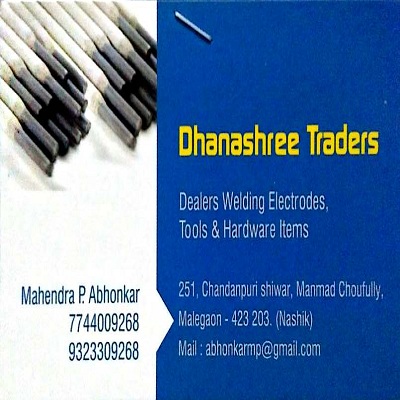 Dhanashree Traders
Dealers Welding Electrodes,
Tools & Hardware Items
Mahendra P. Abhonkar
7744009268
9323309268
251, Chandanpuri shiwar, Manmad Choufully,
Malegaon - 423 203. (Nashik)
Mail : abhonkarmp@gmail.com